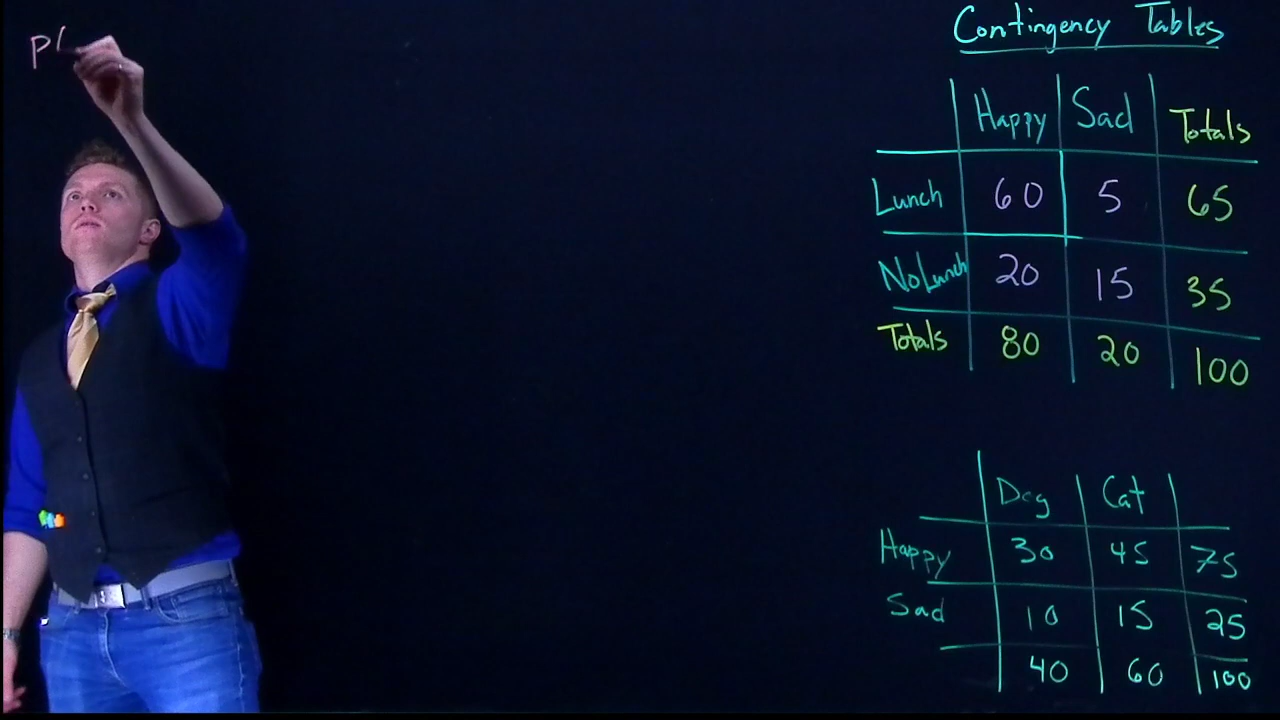 P(
Contingency Tables
Happy Sad Totals
Lunch 60 5 65
No Lunch 20 15 35
Totals 80 20 100
Dog Cat
Happy 30 45 75
Sad 10 15 25
40 60 100